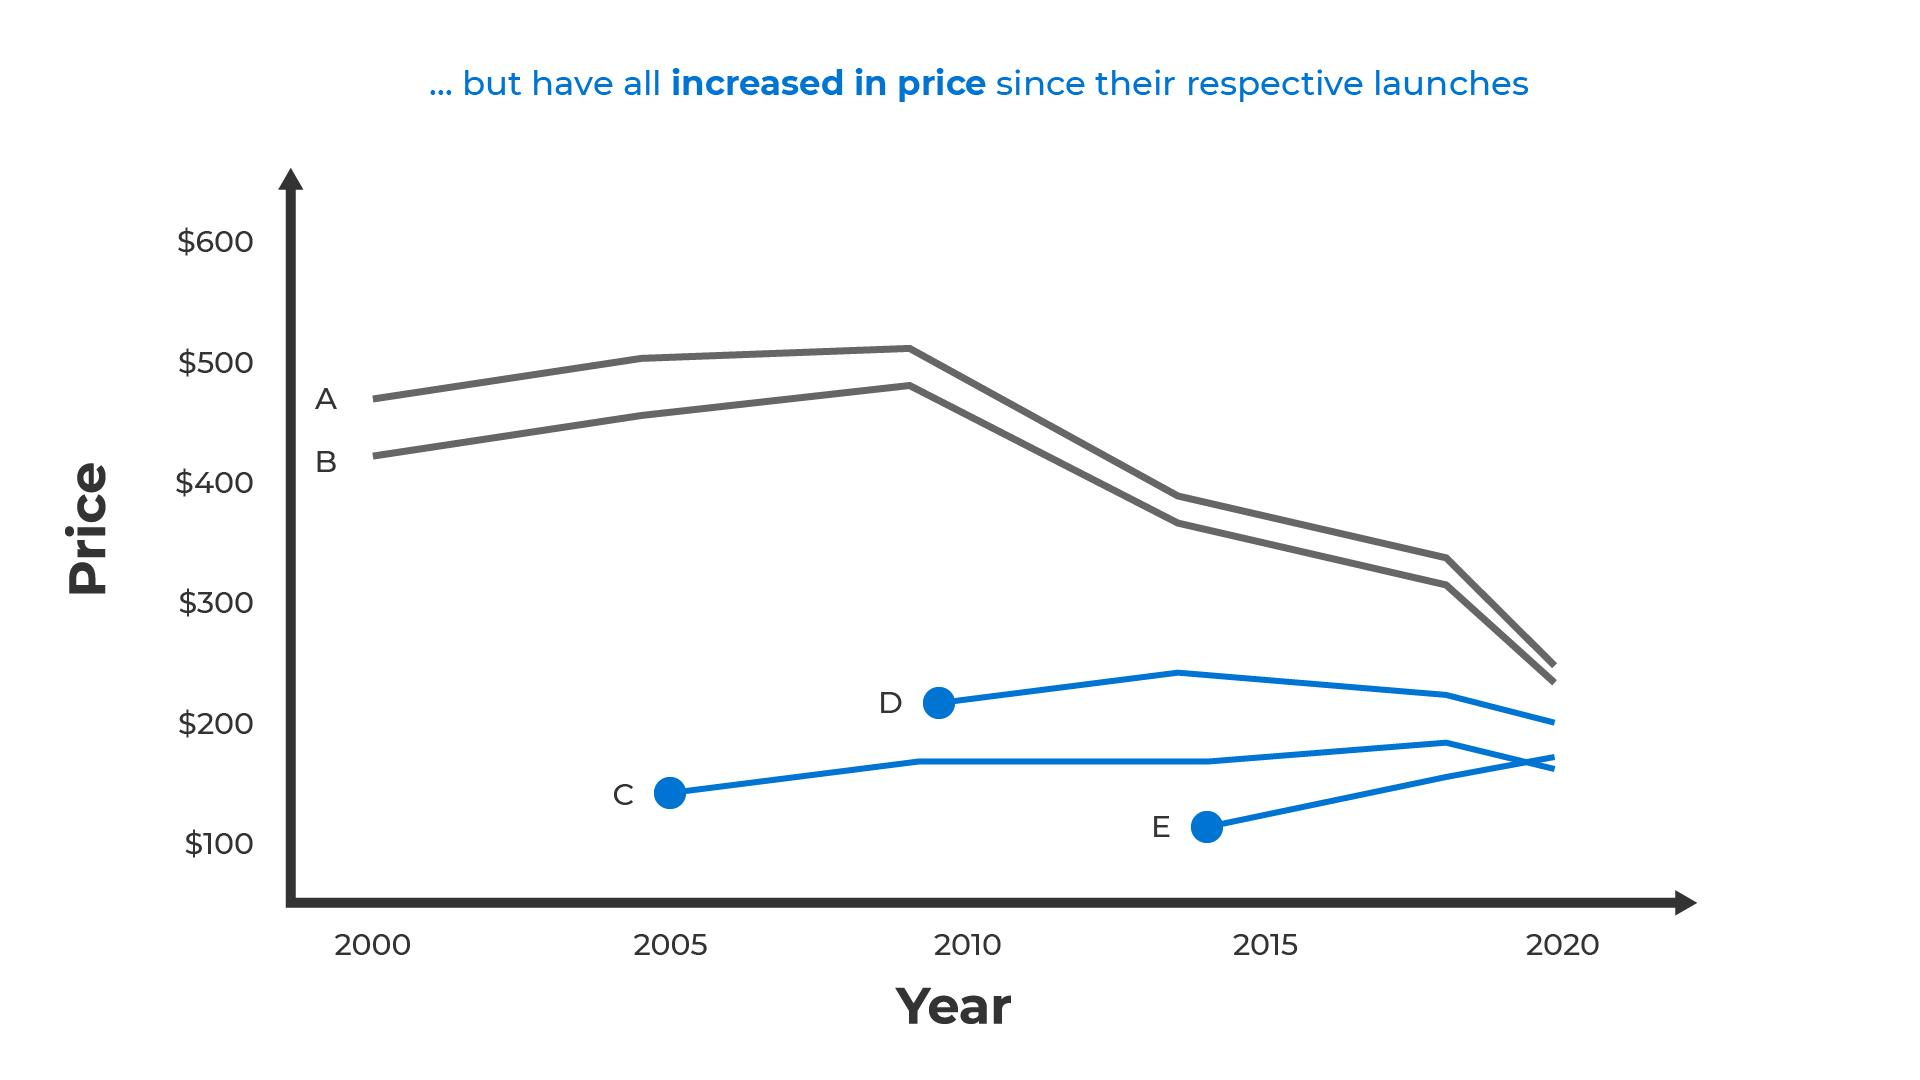 ... but have all increased in price since their respective launches
$600
$500
A
B
$400
Price
$300
D
$200
C
E
$100
2000 2005 2010 2015 2020
Year